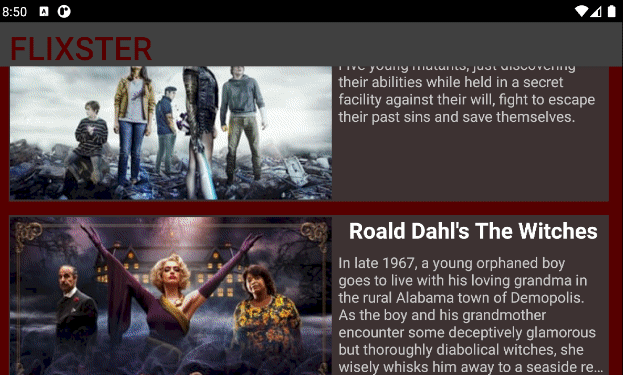 8:50
FLIXSTER
Five young mutants, just discovering
their abilities while held in a secret
facility against their will, fight to escape
their past sins and save themselves.
Roald Dahl's The Witches
In late 1967, a young orphaned boy
goes to live with his loving grandma in
the rural Alabama town of Demopolis.
As the boy and his grandmother
encounter some deceptively glamorous
but thoroughly diabolical witches, she
wisely whisks him away to a seaside re…